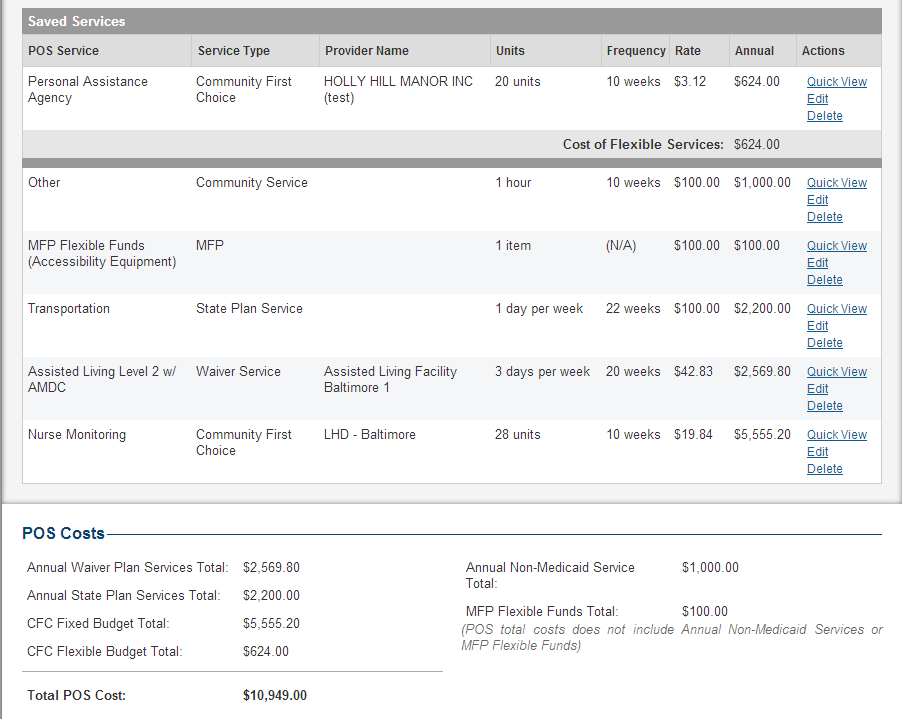 Saved Services
POS Service Service Type Provider Name Units Frequency Rate Annual Actions
Personal Assistance Community First HOLLY HILL MANOR INC 20 units 10 weeks $3.12 $624.00 Quick View
Agency Choice (test) Edit
Delete
Cost of Flexible Services: $624.00
Other Community Service 1 hour 10 weeks $100.00 $1,000.00 Quick View
Edit
Delete
MFP Flexible Funds MFP 1 item (N/A) $100.00 $100.00 Quick View
(Accessibility Equipment) Edit
Delete
Transportation State Plan Service 1 day per week 22 weeks $100.00 $2,200.00 Quick View
Edit
Delete
Assisted Living Level 2 w/ Waiver Service Assisted Living Facility 3 days per week 20 weeks $42.83 $2,569.80 Quick View
AMDC Baltimore 1 Edit
Delete
Nurse Monitoring Community First LHD - Baltimore 28 units 10 weeks $19.84 $5,555.20 Quick View
Choice Edit
Delete
POS Costs
Annual Waiver Plan Services Total: $2,569.80
Annual State Plan Services Total: $2,200.00
CFC Fixed Budget Total: $5,555.20
CFC Flexible Budget Total: $624.00
Total POS Cost: $10,949.00
Annual Non-Medicaid Service $1,000.00
Total:
MFP Flexible Funds Total: $100.00
(POS total costs does not include Annual Non-Medicaid Services or
MFP Flexible Funds)